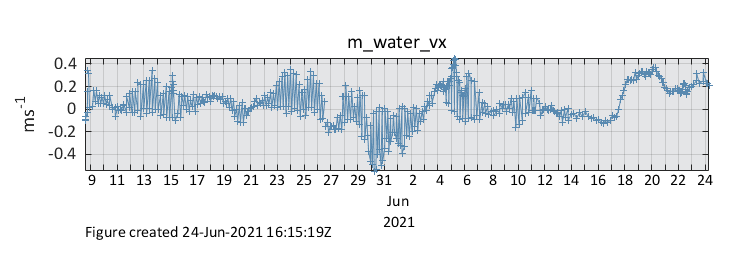 m_water_vx
0.4
0.2
0
-0.2
-0.4
ms⁻¹
9 11 13 15 17 19 21 23 25 27 29 31 2 4 6 8 10 12 14 16 18 20 22 24
Jun
2021
Figure created 24-Jun-2021 16:15:19Z